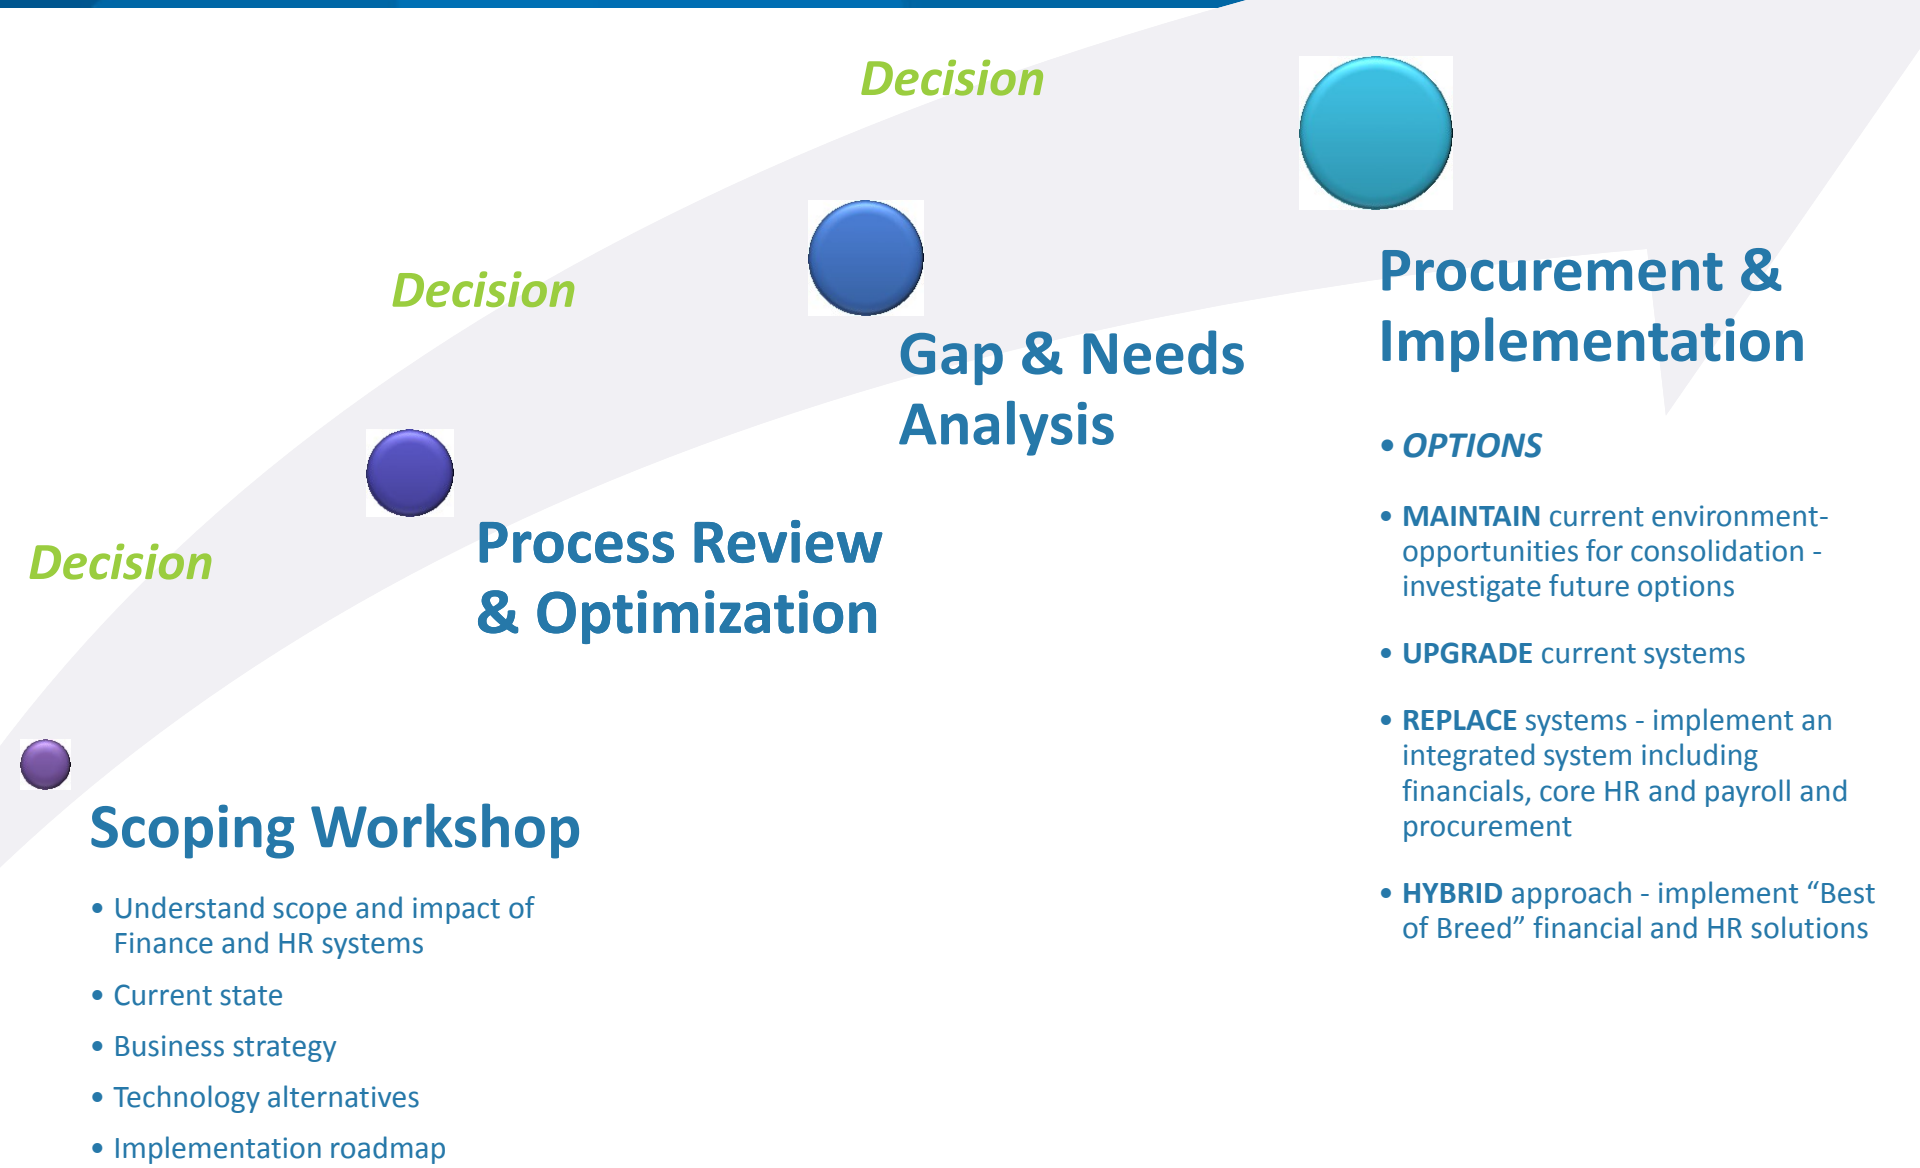 Decision
Decision
Decision
Procurement &
Implementation
• OPTIONS
• MAINTAIN current environment-
opportunities for consolidation -
investigate future options
• UPGRADE current systems
• REPLACE systems - implement an
integrated system including
financials, core HR and payroll and
procurement
• HYBRID approach - implement “Best
of Breed” financial and HR solutions
Gap & Needs
Analysis
Process Review
& Optimization
Scoping Workshop
• Understand scope and impact of
Finance and HR systems
• Current state
• Business strategy
• Technology alternatives
• Implementation roadmap